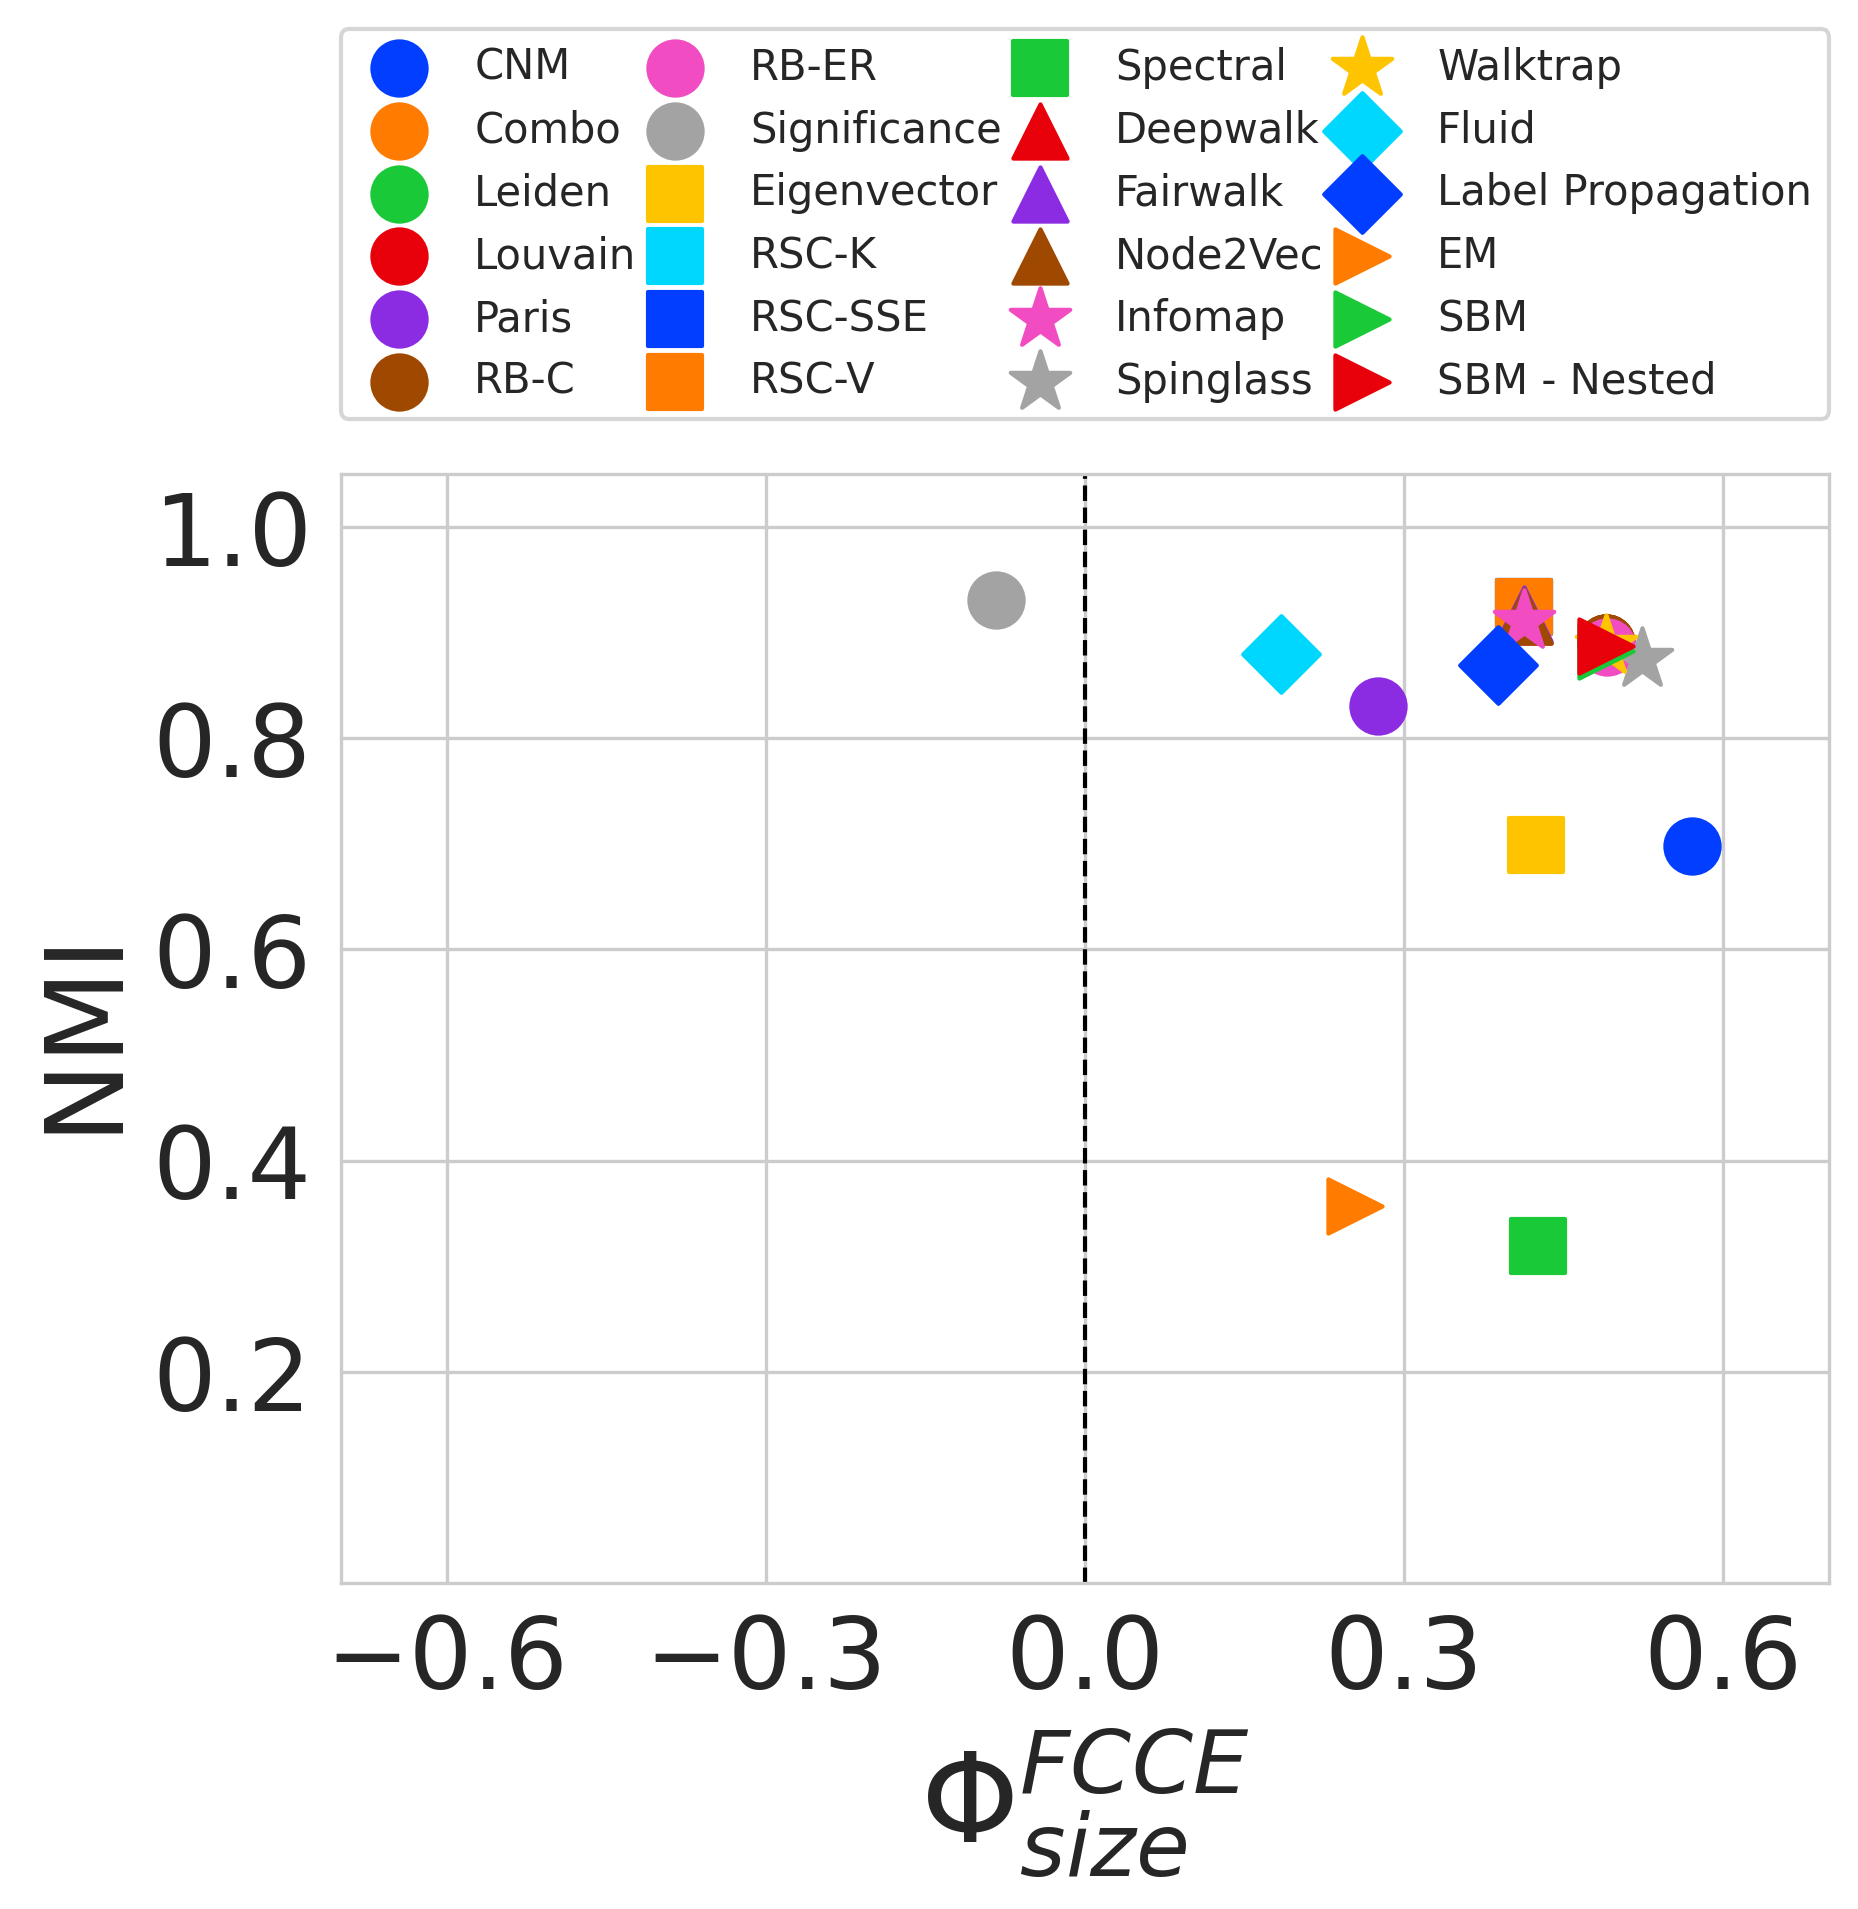 CNM
Combo
Leiden
Louvain
Paris
RB-C
RB-ER
Significance
Eigenvector
RSC-K
RSC-SSE
RSC-V
Spectral
Deepwalk
Fairwalk
Node2Vec
Infomap
Spinglass
Walktrap
Fluid
Label Propagation
EM
SBM
SBM - Nested
1.0
0.8
0.6
0.4
0.2
NMI
−0.6 −0.3 0.0 0.3 0.6
Φ^{FCCE}_{size}